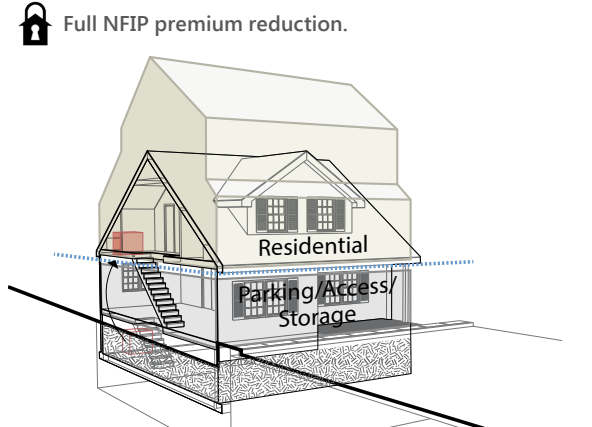 Full NFIP premium reduction.
Residential
Parking/Access/
Storage